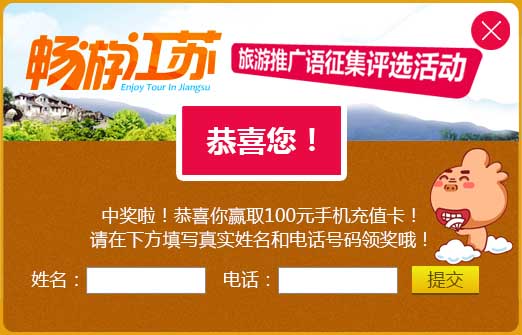 畅游江苏
Enjoy Tour In Jiangsu
旅游推广语征集评选活动
恭喜您！
中奖啦！恭喜你赢取100元手机充值卡！
请在下方填写真实姓名和电话号码领奖哦！
姓名： 电话： 提交